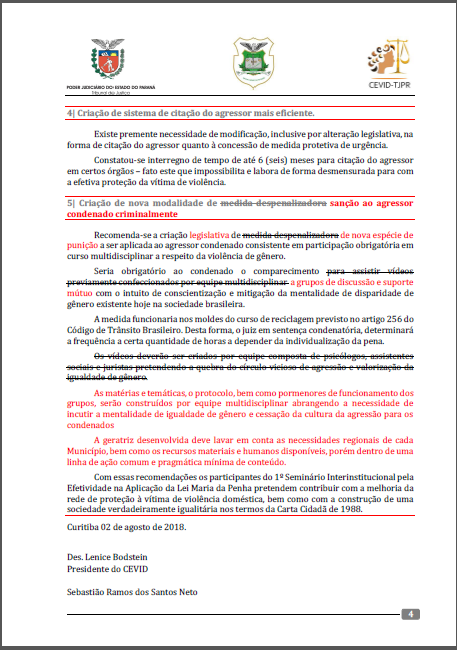 PODER JUDICIÁRIO DO ESTADO DO PARANÁ
Tribunal de Justiça
CEVID-TJPR
4| Criação de sistema de citação do agressor mais eficiente.
Existe premente necessidade de modificação, inclusive por alteração legislativa, na
forma de citação do agressor quanto à concessão de medida protetiva de urgência.
Constatou-se interregno de tempo de até 6 (seis) meses para citação do agressor
em certos órgãos – fato este que impossibilita e labora de forma desmensurada para com
a efetiva proteção da vítima de violência.
5| Criação de nova modalidade de medida despenalizadora sanção ao agressor
condenado criminalmente
Recomenda-se a criação legislativa de medida despenalizadora de nova espécie de
punição a ser aplicada ao agressor condenado consistente em participação obrigatória em
curso multidisciplinar a respeito da violência de gênero.
Seria obrigatório ao condenado o comparecimento para assistir vídeos
previamente confeccionados por equipe multidisciplinar a grupos de discussão e suporte
mútuo com o intuito de conscientização e mitigação da mentalidade de disparidade de
gênero existente hoje na sociedade brasileira.
A medida funcionaria nos moldes do curso de reciclagem previsto no artigo 256 do
Código de Trânsito Brasileiro. Desta forma, o juiz em sentença condenatória, determinará
a frequência a certa quantidade de horas a depender da individualização da pena.
Os vídeos deverão ser criados por equipe composta de psicólogos, assistentes
sociais e juristas pretendendo a quebra do círculo vicioso de agressão e valorização da
igualdade de gênero.
As matérias e temáticas, o protocolo, bem como pormenores de funcionamento dos
grupos, serão construídos por equipe multidisciplinar abrangendo a necessidade de
incutir a mentalidade de igualdade de gênero e cessação da cultura da agressão para os
condenados
A geratriz desenvolvida deve lavar em conta as necessidades regionais de cada
Município, bem como os recursos materiais e humanos disponíveis, porém dentro de uma
linha de ação comum e pragmática mínima de conteúdo.
Com essas recomendações os participantes do 1º Seminário Interinstitucional pela
Efetividade na Aplicação da Lei Maria da Penha pretendem contribuir com a melhoria da
rede de proteção à vítima de violência doméstica, bem como com a construção de uma
sociedade verdadeiramente igualitária nos termos da Carta Cidadã de 1988.
Curitiba 02 de agosto de 2018.
Des. Lenice Bodstein
Presidente do CEVID
Sebastião Ramos dos Santos Neto
4